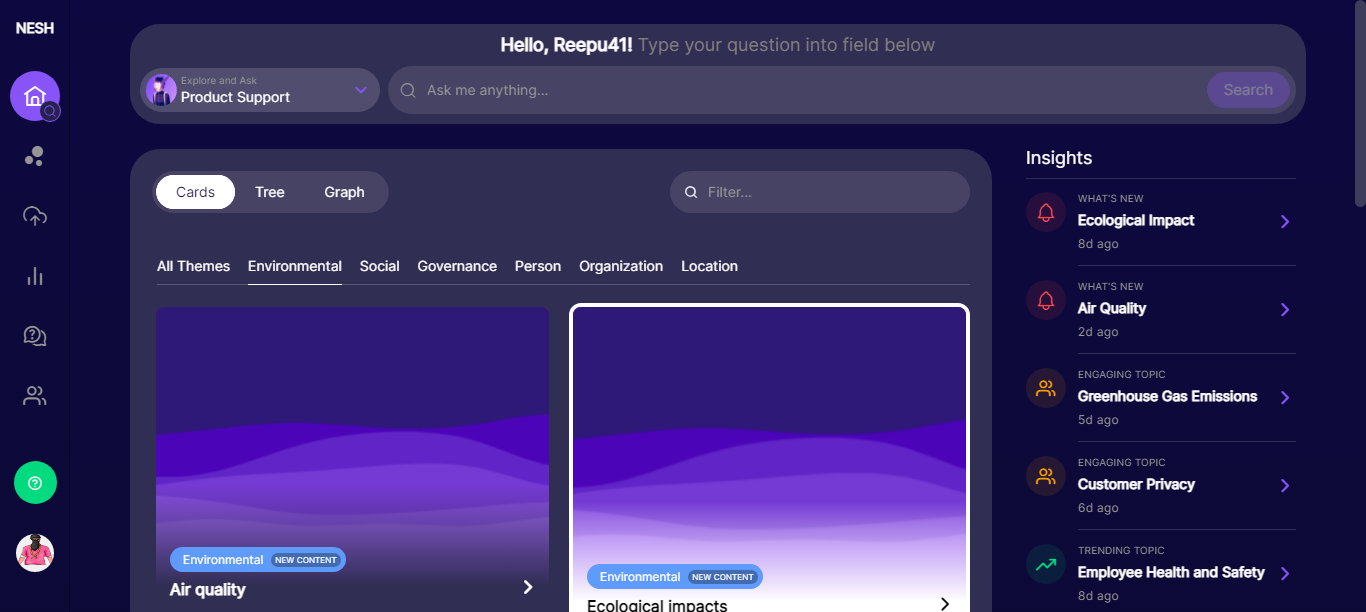 NESH
Hello, Reepu41! Type your question into field below
Explore and Ask
Product Support
Ask me anything...
Search
Cards
Tree
Graph
Filter...
All Themes
Environmental
Social
Governance
Person
Organization
Location
Environmental
NEW CONTENT
Air quality
Environmental
NEW CONTENT
Ecological impacts
Insights
WHAT'S NEW
Ecological Impact
8d ago
WHAT'S NEW
Air Quality
2d ago
ENGAGING TOPIC
Greenhouse Gas Emissions
5d ago
ENGAGING TOPIC
Customer Privacy
6d ago
TRENDING TOPIC
Employee Health and Safety
8d ago